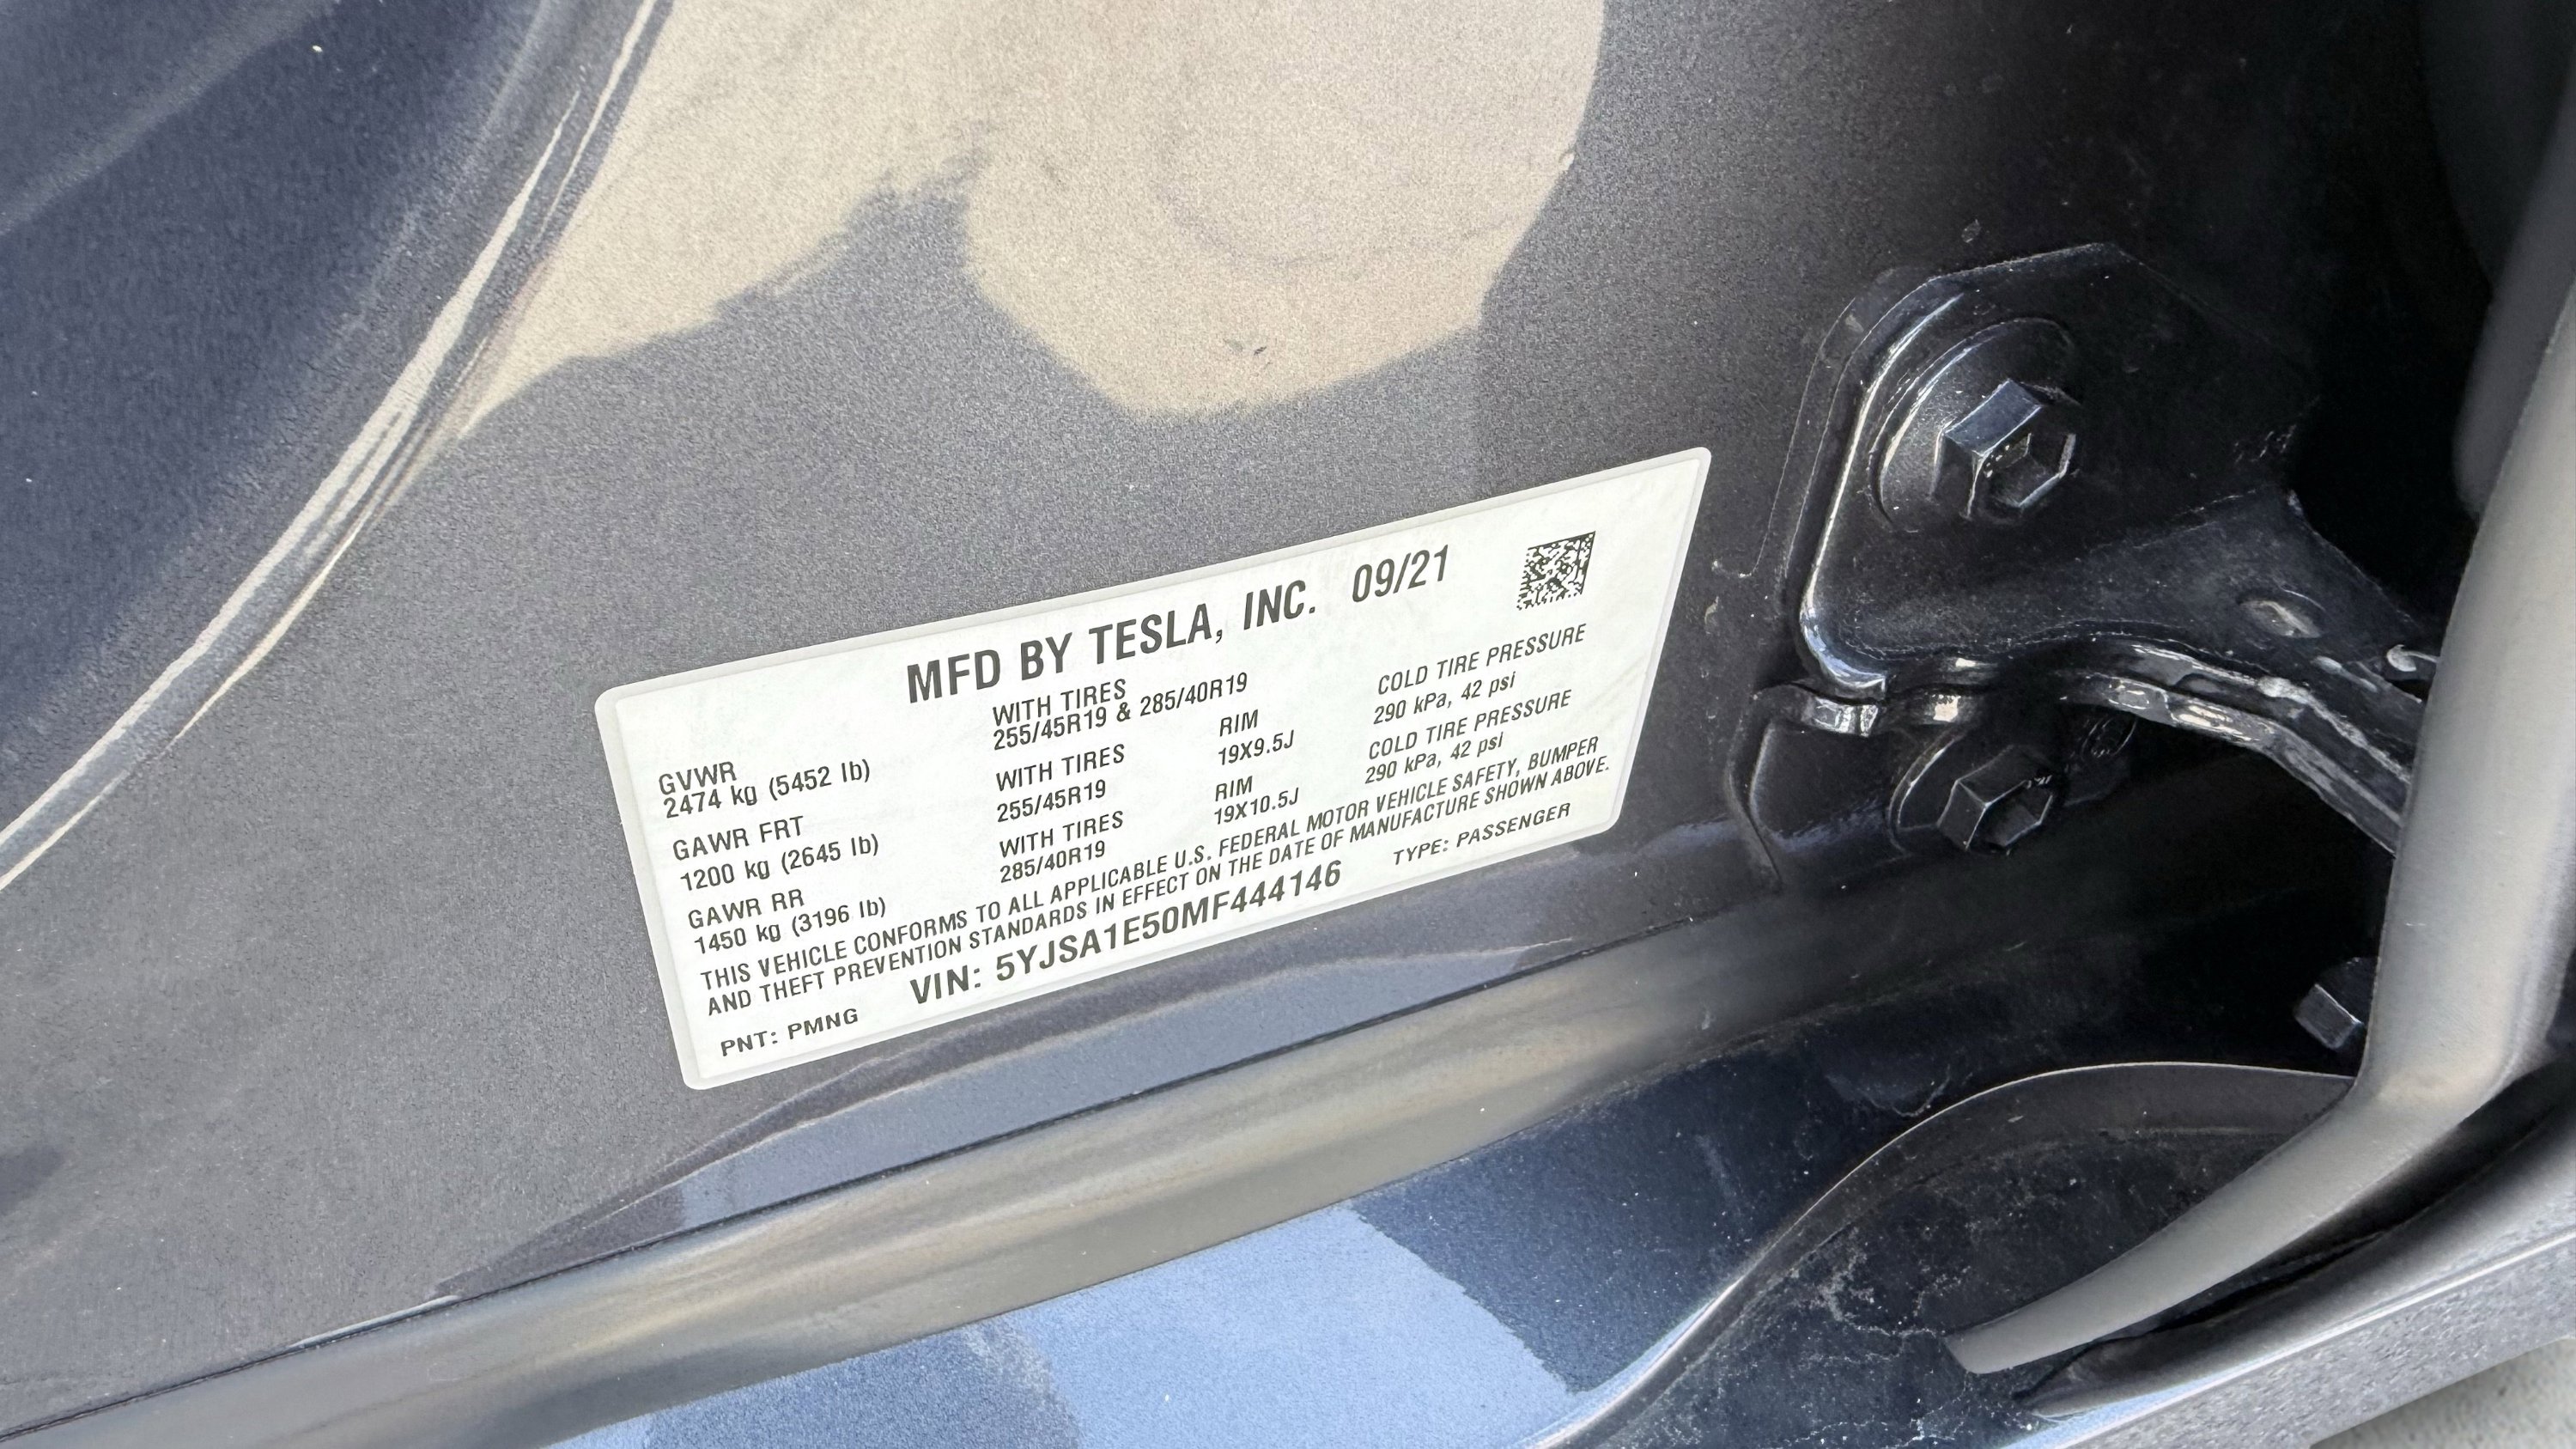 MFD BY TESLA, INC. 09/21
GVWR
2474 kg (5452 lb)
WITH TIRES
255/45R19 & 285/40R19
GAWR FRT
1200 kg (2645 lb)
WITH TIRES
255/45R19
RIM
19X9.5J
COLD TIRE PRESSURE
290 kPa, 42 psi
GAWR RR
1450 kg (3196 lb)
WITH TIRES
285/40R19
RIM
19X10.5J
COLD TIRE PRESSURE
290 kPa, 42 psi
THIS VEHICLE CONFORMS TO ALL APPLICABLE U.S. FEDERAL MOTOR VEHICLE SAFETY, BUMPER
AND THEFT PREVENTION STANDARDS IN EFFECT ON THE DATE OF MANUFACTURE SHOWN ABOVE.
PNT: PMNG VIN: 5YJSA1E50MF444146 TYPE: PASSENGER